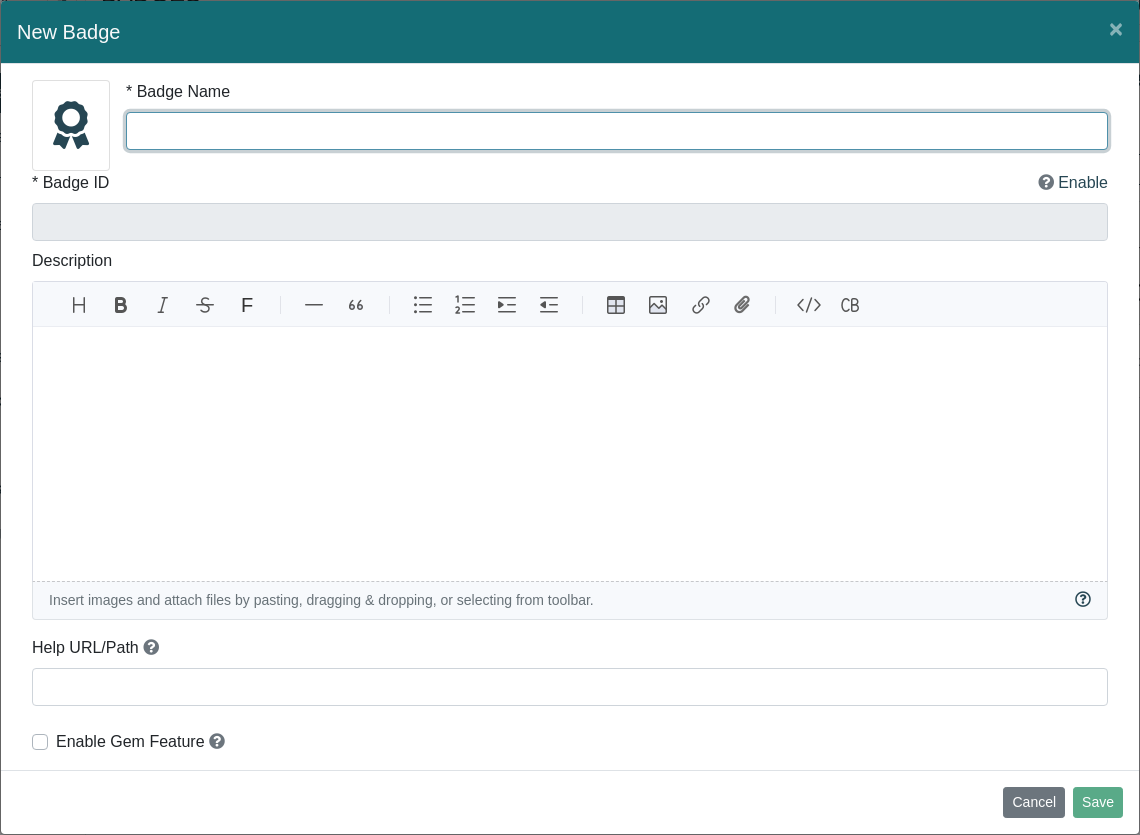 New Badge
×
* Badge Name
* Badge ID
Enable
Description
H B I S F — 66 </> CB
Insert images and attach files by pasting, dragging & dropping, or selecting from toolbar.
Help URL/Path
Enable Gem Feature
Cancel Save